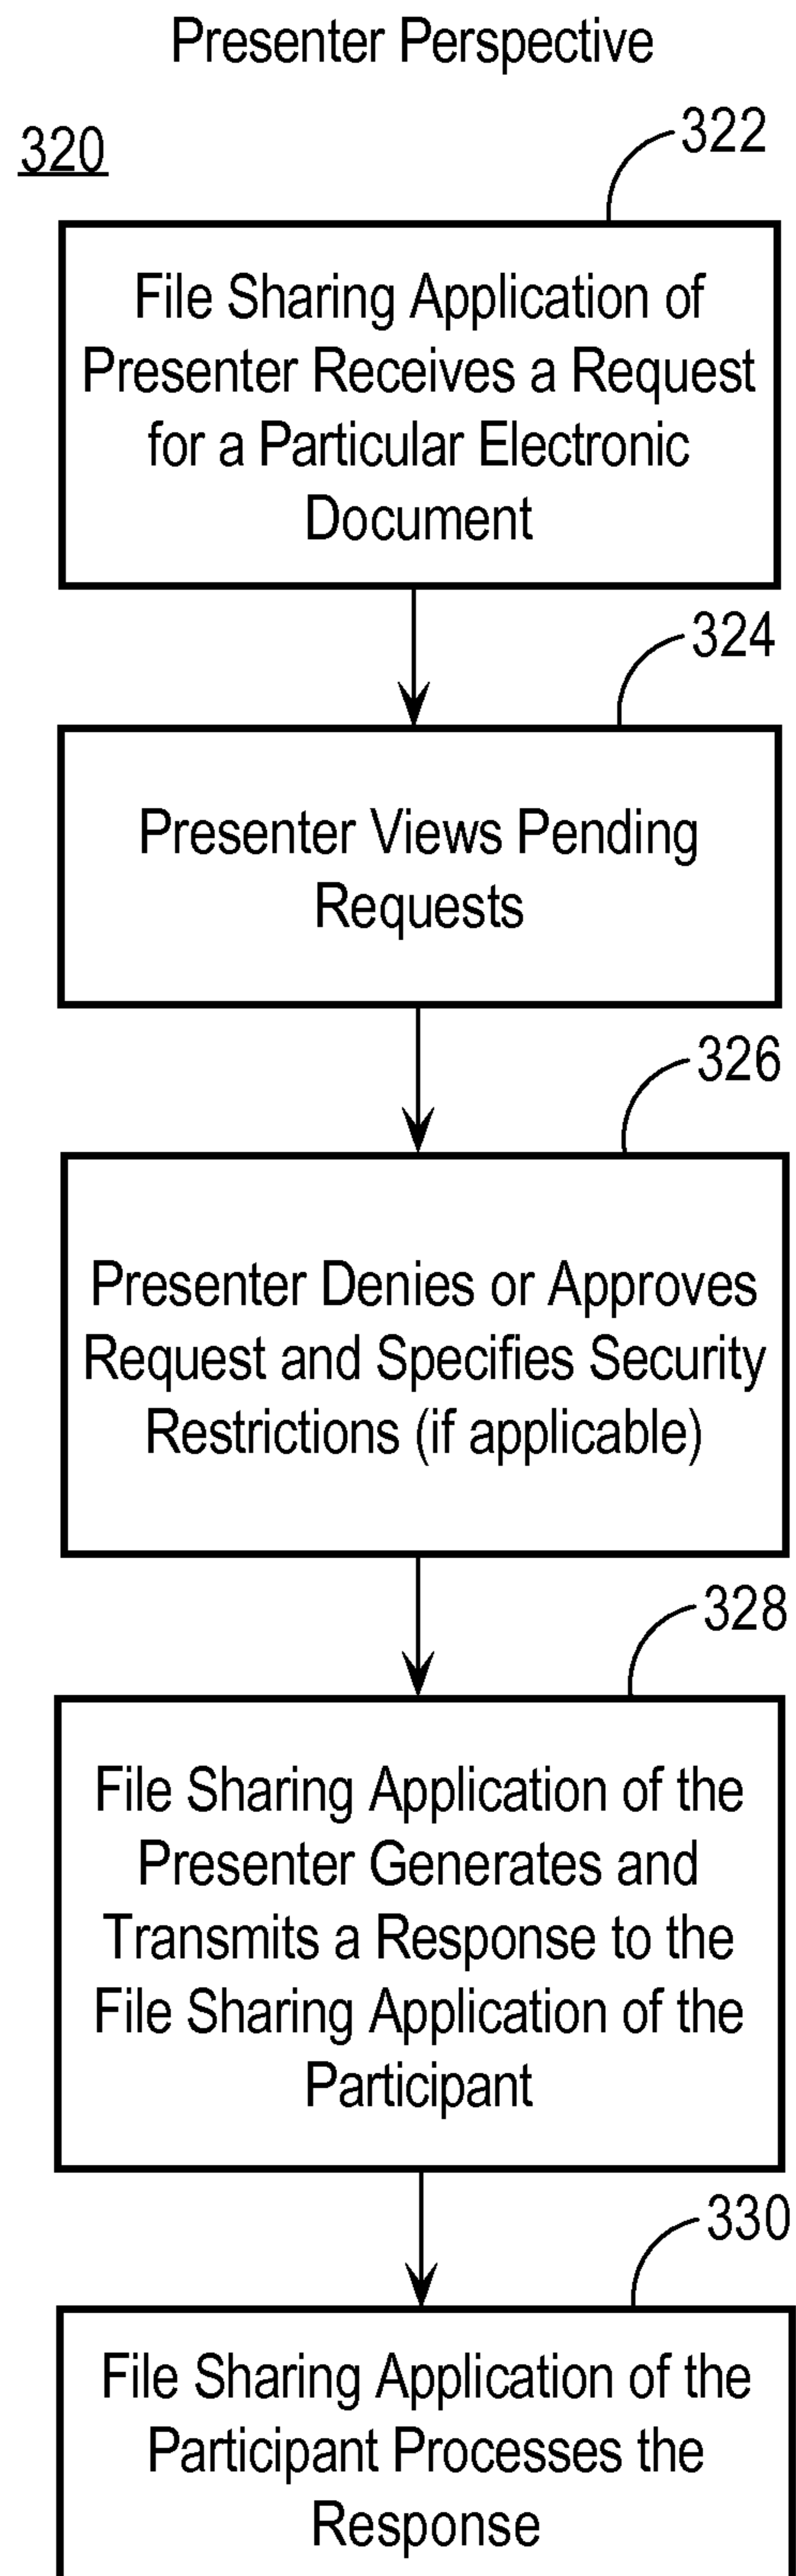 Presenter Perspective
320
322
File Sharing Application of
Presenter Receives a Request
for a Particular Electronic
Document
324
Presenter Views Pending
Requests
326
Presenter Denies or Approves
Request and Specifies Security
Restrictions (if applicable)
328
File Sharing Application of the
Presenter Generates and
Transmits a Response to the
File Sharing Application of the
Participant
330
File Sharing Application of the
Participant Processes the
Response